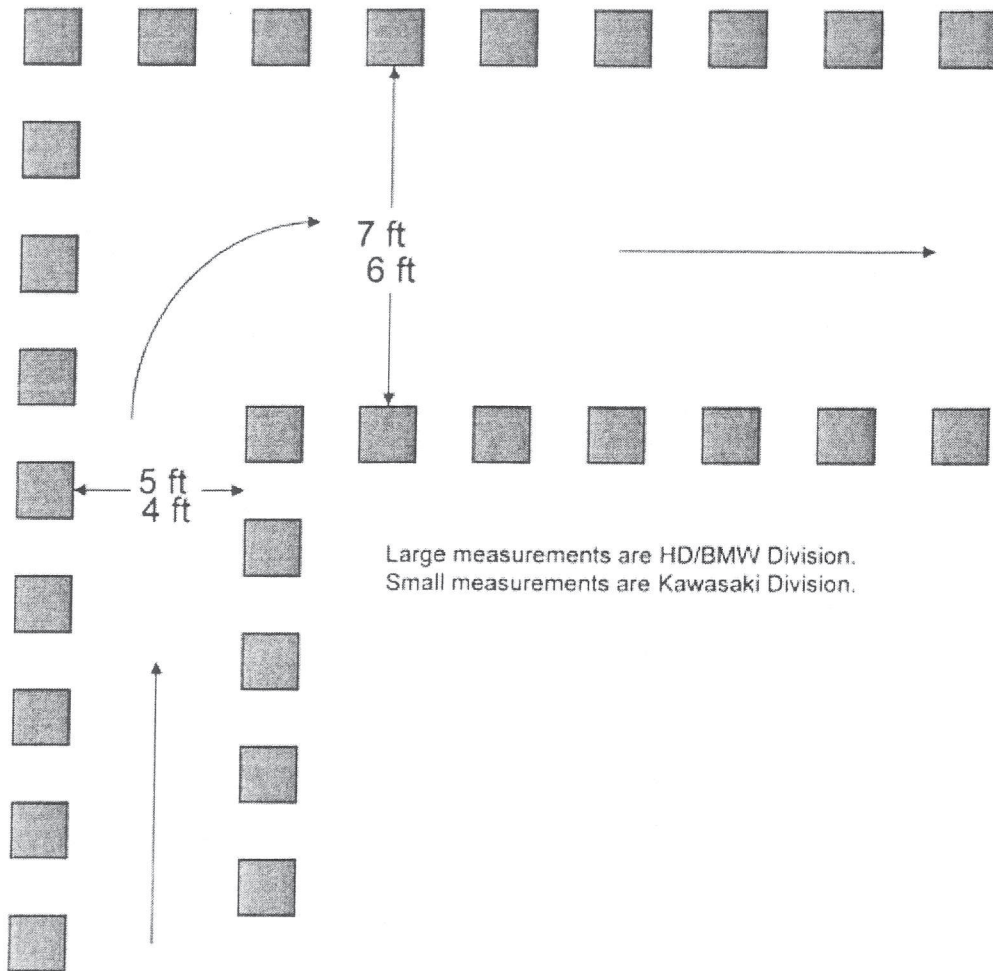 7 ft
6 ft
5 ft
4 ft
Large measurements are HD/BMW Division.
Small measurements are Kawasaki Division.